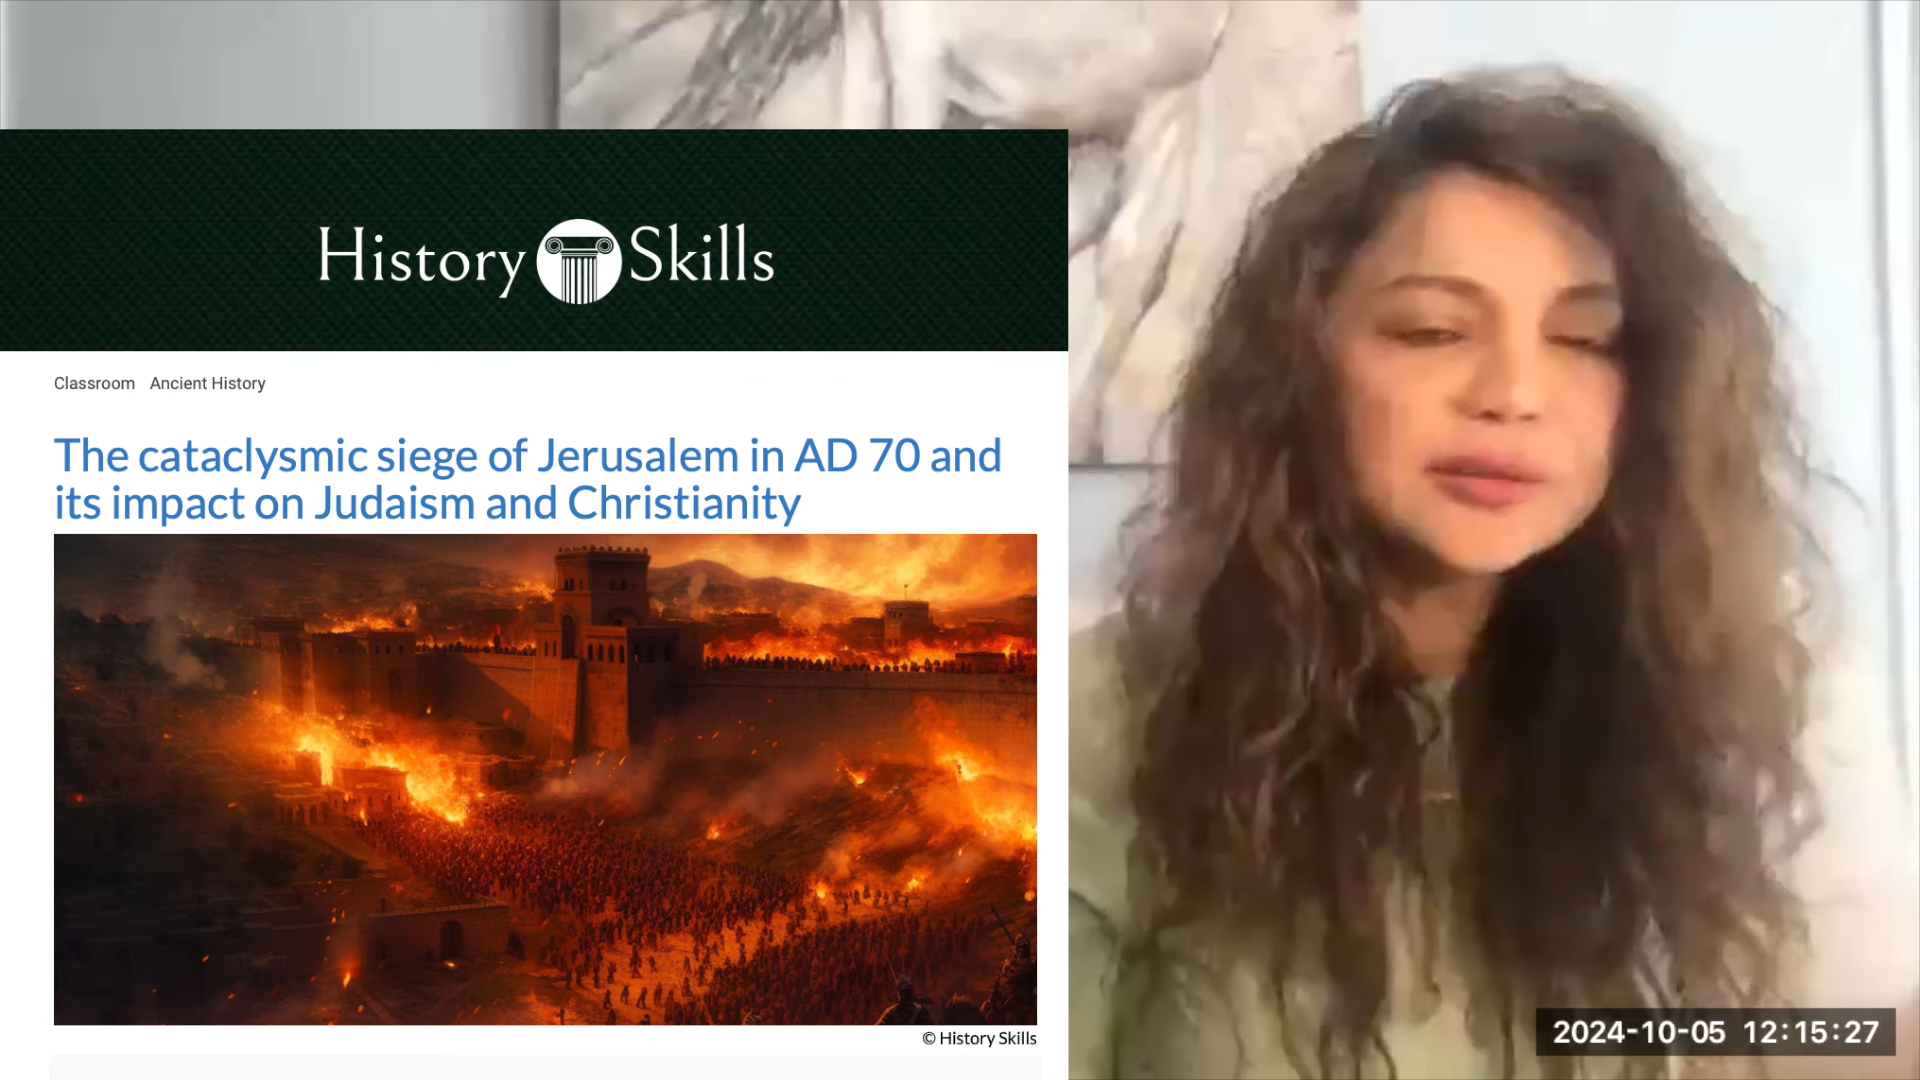 History Skills
Classroom Ancient History
The cataclysmic siege of Jerusalem in AD 70 and
its impact on Judaism and Christianity
© History Skills
2024-10-05 12:15:27